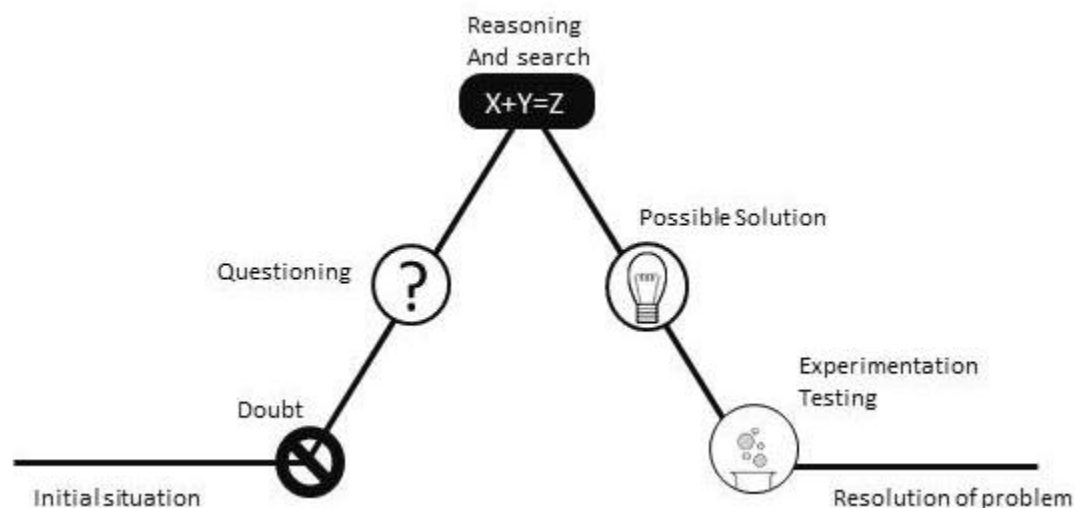 Reasoning
And search
X+Y=Z
Possible Solution
Questioning
?
Experimentation
Testing
Doubt
Initial situation
Resolution of problem